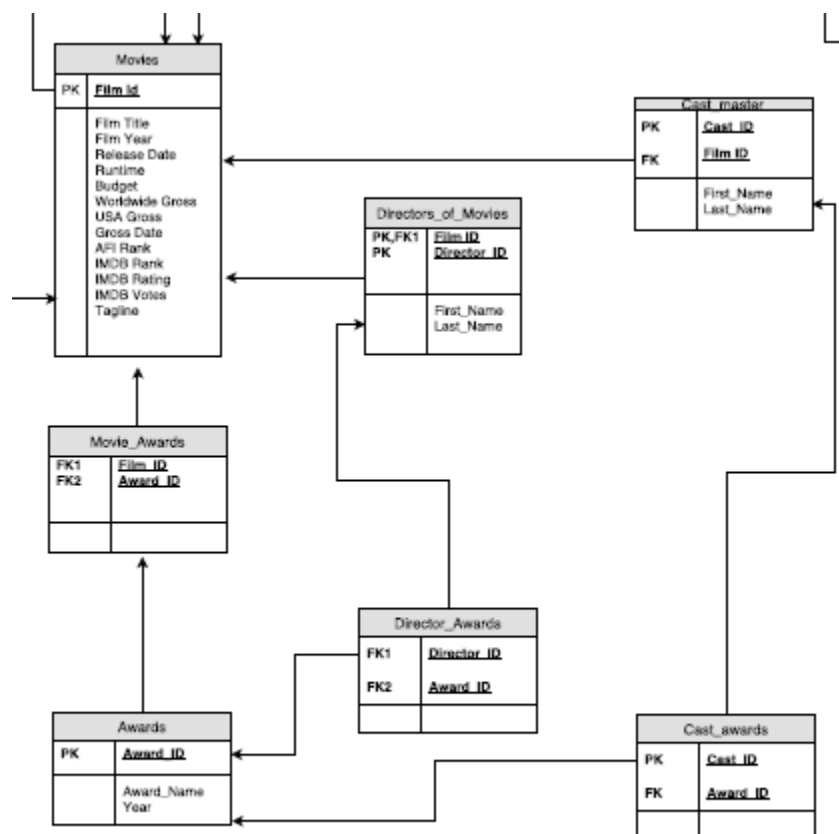 Movies
PK Film Id
Film Title
Film Year
Release Date
Runtime
Budget
Worldwide Gross
USA Gross
Gross Date
AFI Rank
IMDB Rank
IMDB Rating
IMDB Votes
Tagline
Cast_master
PK Cast_ID
FK Film ID
First_Name
Last_Name
Directors_of_Movies
PK,FK1 Film ID
PK Director_ID
First_Name
Last_Name
Movie_Awards
FK1 Film_ID
FK2 Award_ID
Director_Awards
FK1 Director_ID
FK2 Award_ID
Awards
PK Award_ID
Award_Name
Year
Cast_awards
PK Cast_ID
FK Award_ID